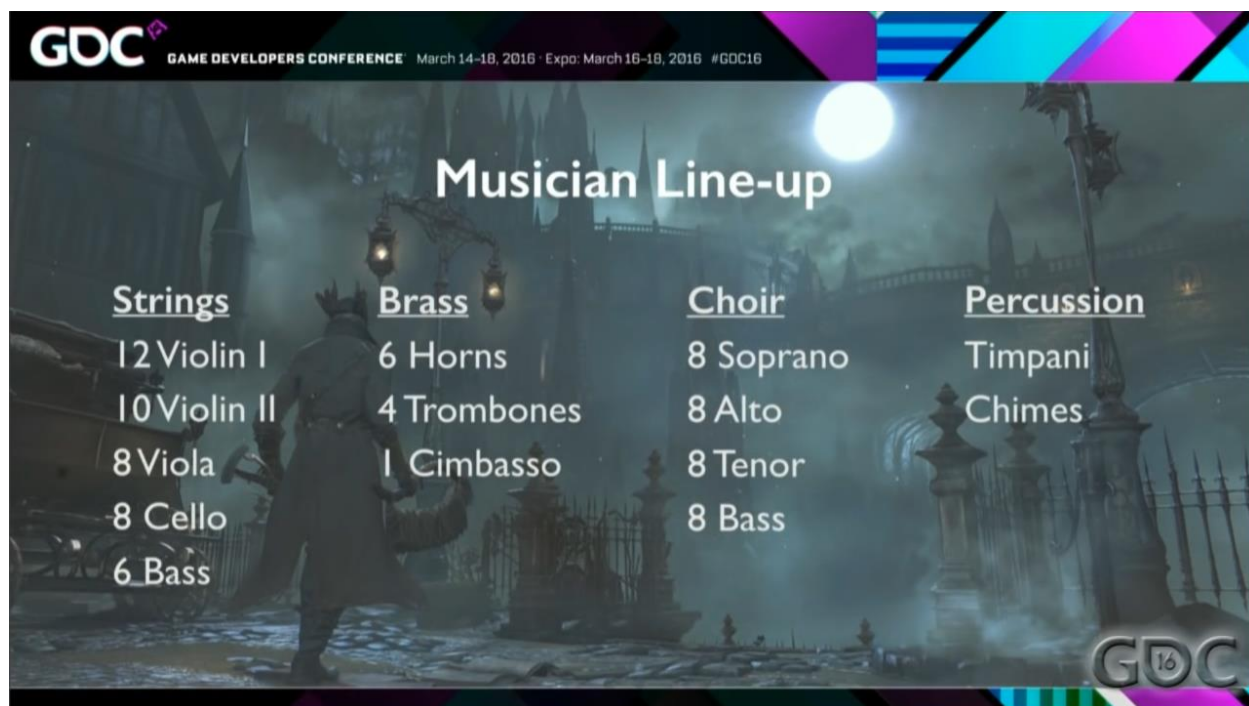 GDC
GAME DEVELOPERS CONFERENCE March 14-18, 2016 · Expo: March 16-18, 2016 #GDC16
Musician Line-up
Strings
12 Violin I
10 Violin II
8 Viola
8 Cello
6 Bass
Brass
6 Horns
4 Trombones
1 Cimbasso
Choir
8 Soprano
8 Alto
8 Tenor
8 Bass
Percussion
Timpani
Chimes
GDC 16